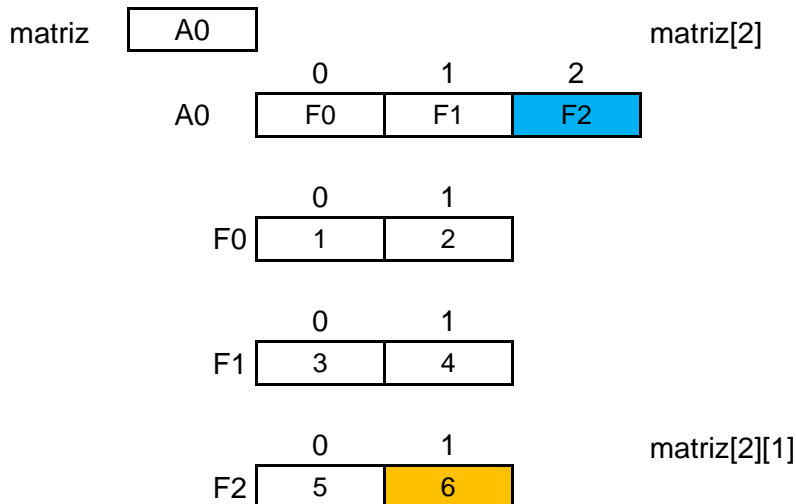 matriz A0 matriz[2]
0 1 2
A0 F0 F1 F2
0 1
F0 1 2
0 1
F1 3 4
0 1 matriz[2][1]
F2 5 6